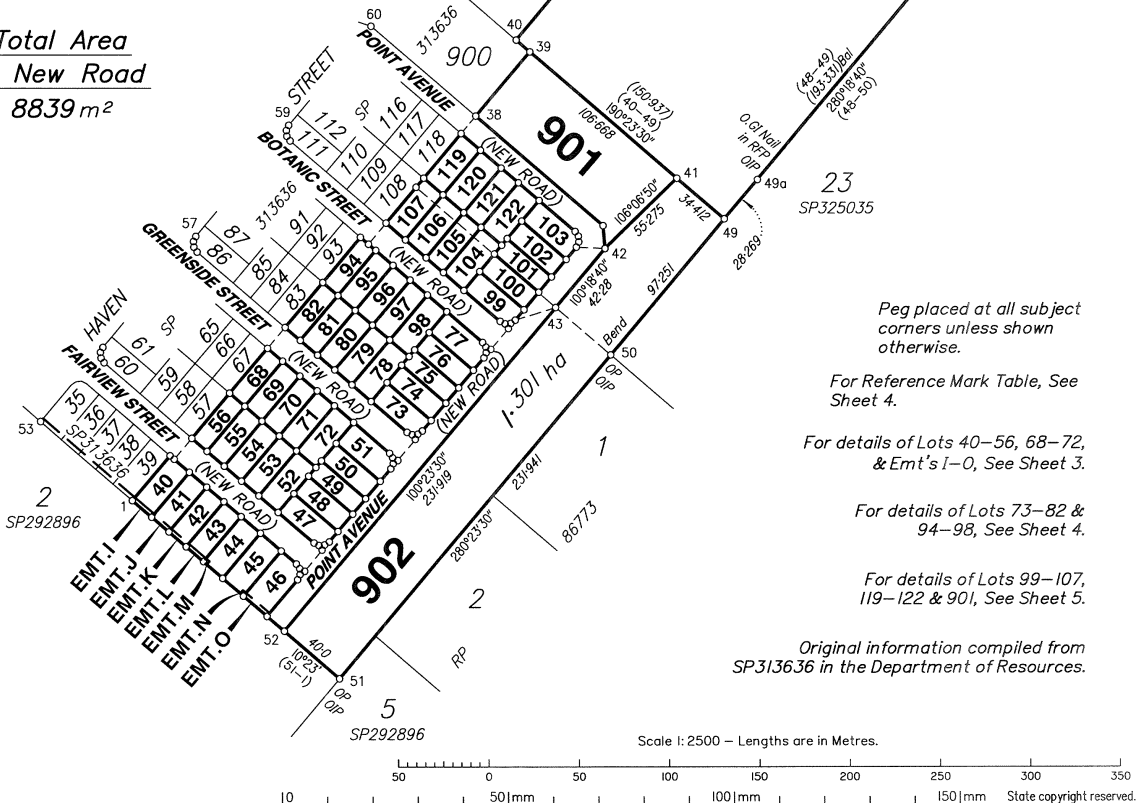 Total Area
New Road
8839 m²
60
POINT AVENUE
313636
900
40
39
38
901
(150·937)
(40-49)
190°23'30"
106·668
41
34·412
49
(48-49)
(193·331)Bal
280°18'40"
(48-50)
O.GI Nail
in RFP
OIP
49a
23
SP325035
28·269
97·251
106°06'50"
55·275
42
100°18'40"
42·28
43
Bend
50
OP
OIP
STREET
59
112
111
SP
110
109
116
117
118
108
119
120
121
122
103
102
101
100
99
107
106
105
104
(NEW ROAD)
BOTANIC STREET
(NEW ROAD)
313636
57
87
86
85
84
83
91
92
93
94
95
96
97
98
82
81
80
79
78
77
76
75
74
73
GREENSIDE STREET
(NEW ROAD)
(NEW ROAD)
HAVEN
SP
61
60
59
58
57
65
66
67
68
69
70
71
72
56
55
54
53
52
51
50
49
48
47
FAIRVIEW STREET
(NEW ROAD)
35
36
37
38
39
SP313636
53
1
40
41
42
43
44
45
46
2
SP292896
EMT.I
EMT.J
EMT.K
EMT.L
EMT.M
EMT.N
EMT.O
POINT AVENUE
100°23'30"
231·919
1·301 ha
902
280°23'30"
231·941
1
86773
2
RP
52
40·0
10°23'
(51-1)
51
OP
OIP
5
SP292896
Peg placed at all subject
corners unless shown
otherwise.
For Reference Mark Table, See
Sheet 4.
For details of Lots 40-56, 68-72,
& Emt's I-O, See Sheet 3.
For details of Lots 73-82 &
94-98, See Sheet 4.
For details of Lots 99-107,
119-122 & 901, See Sheet 5.
Original information compiled from
SP313636 in the Department of Resources.
Scale 1:2500 – Lengths are in Metres.
50 0 50 100 150 200 250 300 350
10 50 mm 100 mm 150 mm State copyright reserved.